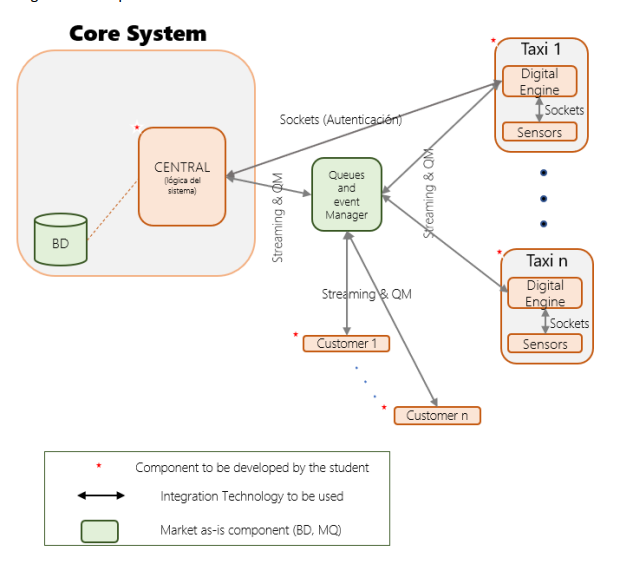 Core System
Taxi 1
Digital
Engine
Sockets
Sensors
Sockets (Autenticación)
CENTRAL
(lógica del
sistema)
Queues
and
event
Manager
Streaming & QM
Streaming & QM
BD
Taxi n
Digital
Engine
Sockets
Sensors
Streaming & QM
Customer 1
Customer n
* Component to be developed by the student
Integration Technology to be used
Market as-is component (BD, MQ)